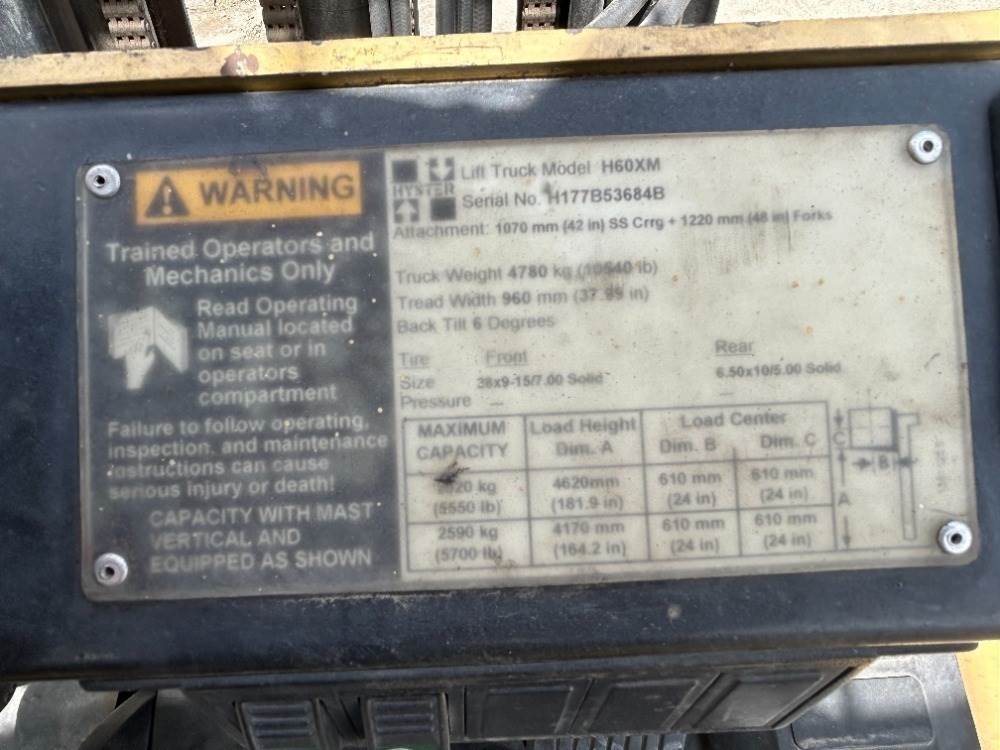 WARNING
Trained Operators and
Mechanics Only
Read Operating
Manual located
on seat or in
operators
compartment
Failure to follow operating,
inspection, and maintenance
instructions can cause
serious injury or death!
CAPACITY WITH MAST
VERTICAL AND
EQUIPPED AS SHOWN
HYSTER
Lift Truck Model H60XM
Serial No. H177B53684B
Attachment: 1070 mm (42 in) SS Crrg + 1220 mm (48 in) Forks
Truck Weight 4780 kg (10540 lb)
Tread Width 960 mm (37.99 in)
Back Tilt 6 Degrees
Tire Front Rear
Size 28x9-15/7.00 Solid 6.50x10/5.00 Solid
Pressure — —
MAXIMUM CAPACITY Load Height Dim. A Load Center Dim. B Dim. C
kg (5550 lb) 4620mm (181.9 in) 610 mm (24 in) 610 mm (24 in)
2590 kg (5700 lb) 4170 mm (164.2 in) 610 mm (24 in) 610 mm (24 in)
C
B
A